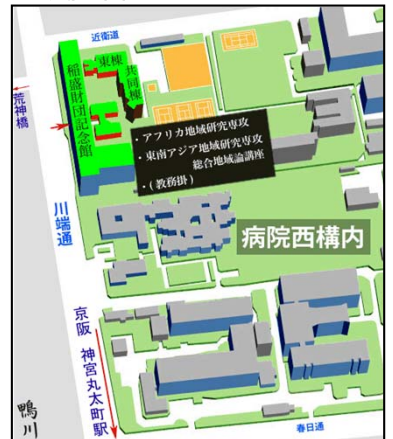 近衛道
稲盛財団記念館
東棟
共同棟
荒神橋
・アフリカ地域研究専攻
・東南アジア地域研究専攻
総合地域論講座
・(教務掛)
川端通
病院西構内
京阪 神宮丸太町駅
鴨川
春日通